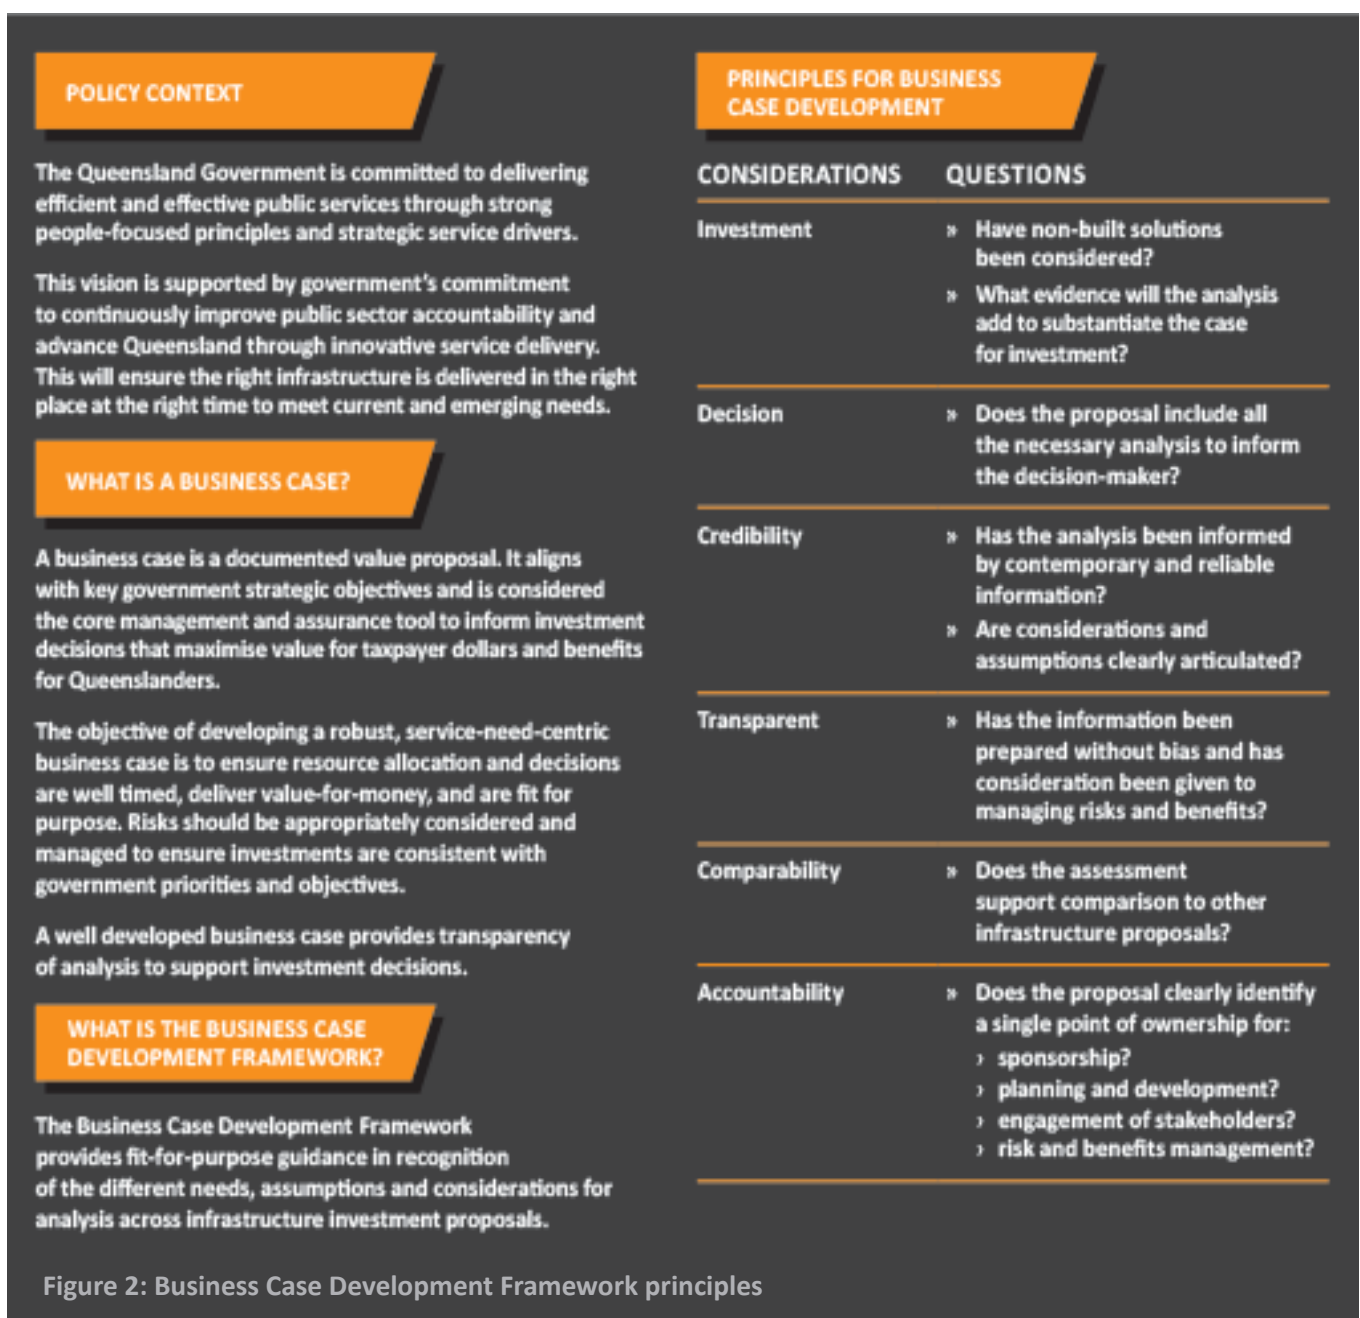 POLICY CONTEXT
The Queensland Government is committed to delivering
efficient and effective public services through strong
people-focused principles and strategic service drivers.
This vision is supported by government's commitment
to continuously improve public sector accountability and
advance Queensland through innovative service delivery.
This will ensure the right infrastructure is delivered in the right
place at the right time to meet current and emerging needs.
WHAT IS A BUSINESS CASE?
A business case is a documented value proposal. It aligns
with key government strategic objectives and is considered
the core management and assurance tool to inform investment
decisions that maximise value for taxpayer dollars and benefits
for Queenslanders.
The objective of developing a robust, service-need-centric
business case is to ensure resource allocation and decisions
are well timed, deliver value-for-money, and are fit for
purpose. Risks should be appropriately considered and
managed to ensure investments are consistent with
government priorities and objectives.
A well developed business case provides transparency
of analysis to support investment decisions.
WHAT IS THE BUSINESS CASE
DEVELOPMENT FRAMEWORK?
The Business Case Development Framework
provides fit-for-purpose guidance in recognition
of the different needs, assumptions and considerations for
analysis across infrastructure investment proposals.
PRINCIPLES FOR BUSINESS
CASE DEVELOPMENT
CONSIDERATIONS QUESTIONS
Investment » Have non-built solutions
been considered?
» What evidence will the analysis
add to substantiate the case
for investment?
Decision » Does the proposal include all
the necessary analysis to inform
the decision-maker?
Credibility » Has the analysis been informed
by contemporary and reliable
information?
» Are considerations and
assumptions clearly articulated?
Transparent » Has the information been
prepared without bias and has
consideration been given to
managing risks and benefits?
Comparability » Does the assessment
support comparison to other
infrastructure proposals?
Accountability » Does the proposal clearly identify
a single point of ownership for:
› sponsorship?
› planning and development?
› engagement of stakeholders?
› risk and benefits management?
Figure 2: Business Case Development Framework principles